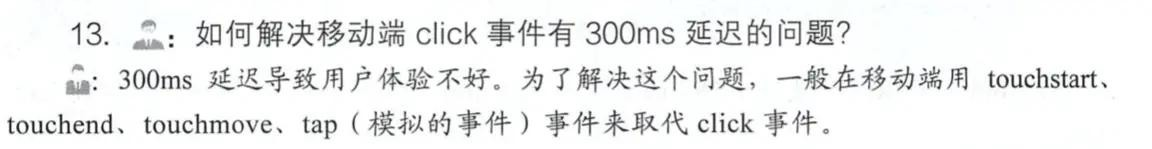 13. : 如何解决移动端 click 事件有 300ms 延迟的问题?
: 300ms 延迟导致用户体验不好。为了解决这个问题，一般在移动端用 touchstart、
touchend、touchmove、tap（模拟的事件）事件来取代 click 事件。